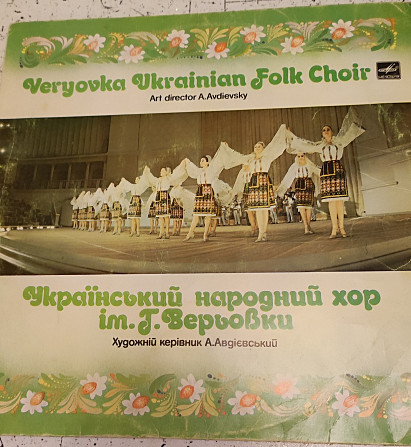 Veryovka Ukrainian Folk Choir
Art director A.Avdievsky
Український народний хор
ім. Г. Верьовки
Художній керівник А.Авдієвський